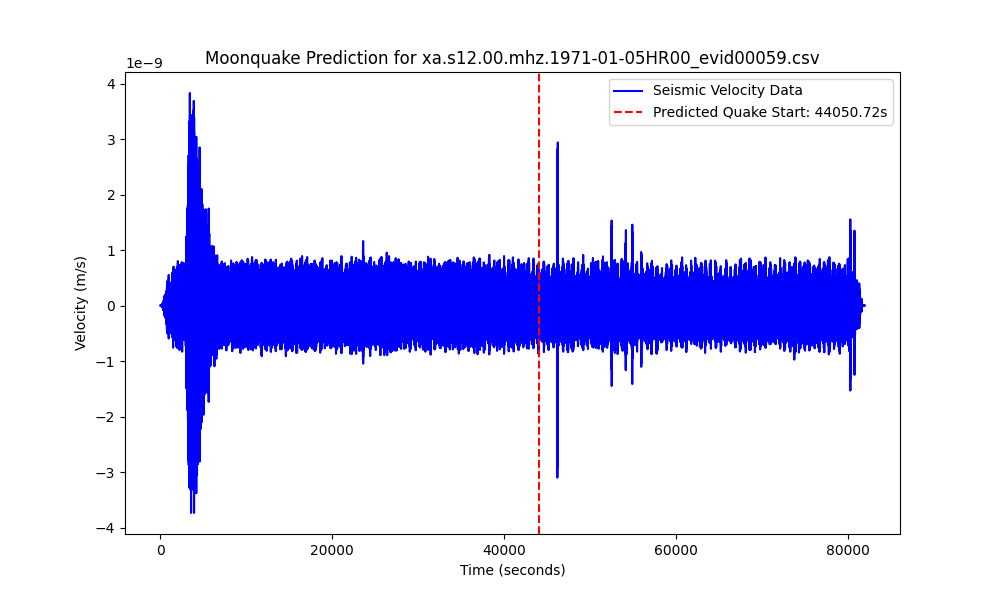 Moonquake Prediction for xa.s12.00.mhz.1971-01-05HR00_evid00059.csv
1e−9
Seismic Velocity Data
Predicted Quake Start: 44050.72s
4
3
2
1
0
−1
−2
−3
−4
Velocity (m/s)
0 20000 40000 60000 80000
Time (seconds)